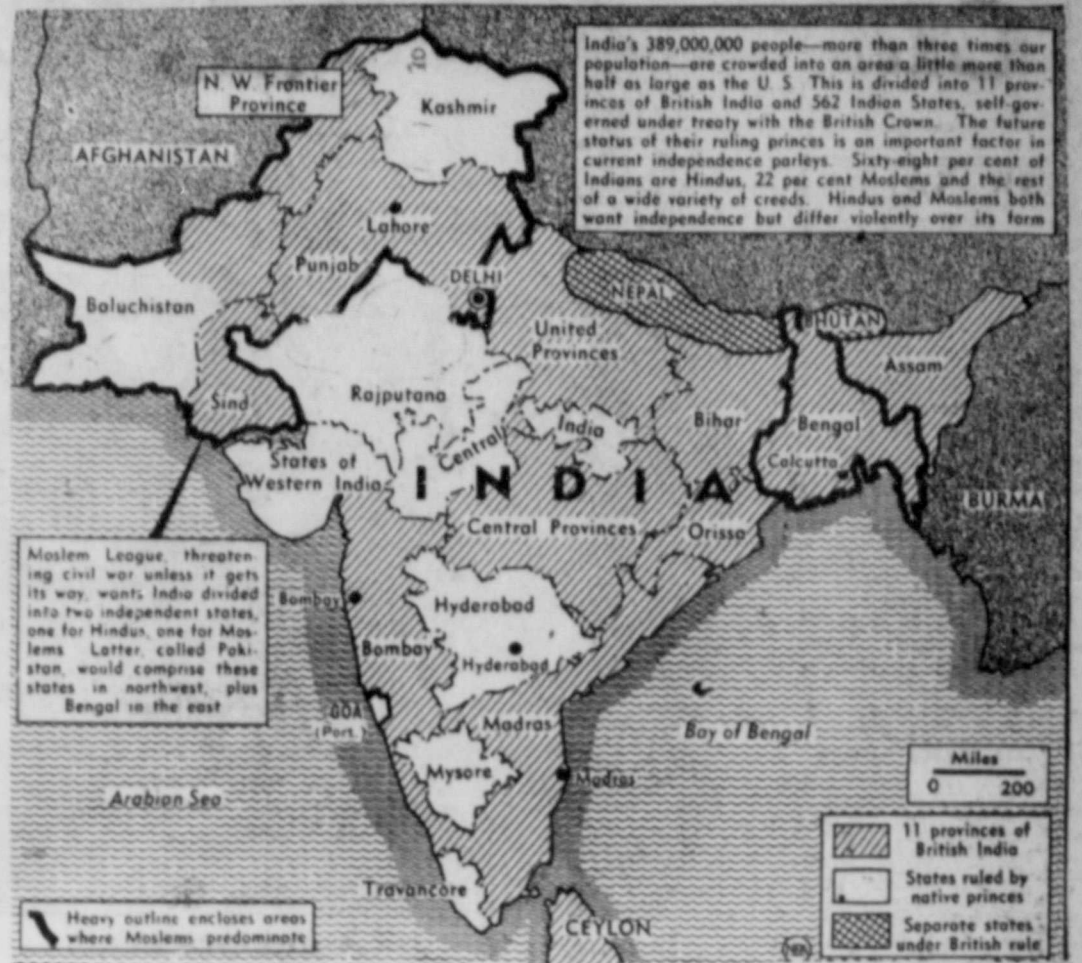 India's 389,000,000 people—more than three times our
population—are crowded into an area a little more than
half as large as the U. S. This is divided into 11 prov-
inces of British India and 562 Indian States, self-gov-
erned under treaty with the British Crown. The future
status of their ruling princes is an important factor in
current independence parleys. Sixty-eight per cent of
Indians are Hindus, 22 per cent Moslems and the rest
of a wide variety of creeds. Hindus and Moslems both
want independence but differ violently over its form
N. W. Frontier
Province
Kashmir
AFGHANISTAN
Lahore
Punjab
DELHI
NEPAL
BHUTAN
Baluchistan
United
Provinces
Assam
Rajputana
Sind
Bihar
Bengal
Central
India
Calcutta
States of
Western India
INDIA
BURMA
Central Provinces
Orissa
Moslem League, threaten-
ing civil war unless it gets
its way, wants India divided
into two independent states,
one for Hindus, one for Mos-
lems. Latter, called Paki-
stan, would comprise these
states in northwest, plus
Bengal in the east
Bombay
Hyderabad
Bombay
Hyderabad
GOA
(Port.)
Madras
Bay of Bengal
Mysore
Madras
Miles
0 200
Arabian Sea
11 provinces of
British India
States ruled by
native princes
Separate states
under British rule
Travancore
CEYLON
Heavy outline encloses areas
where Moslems predominate